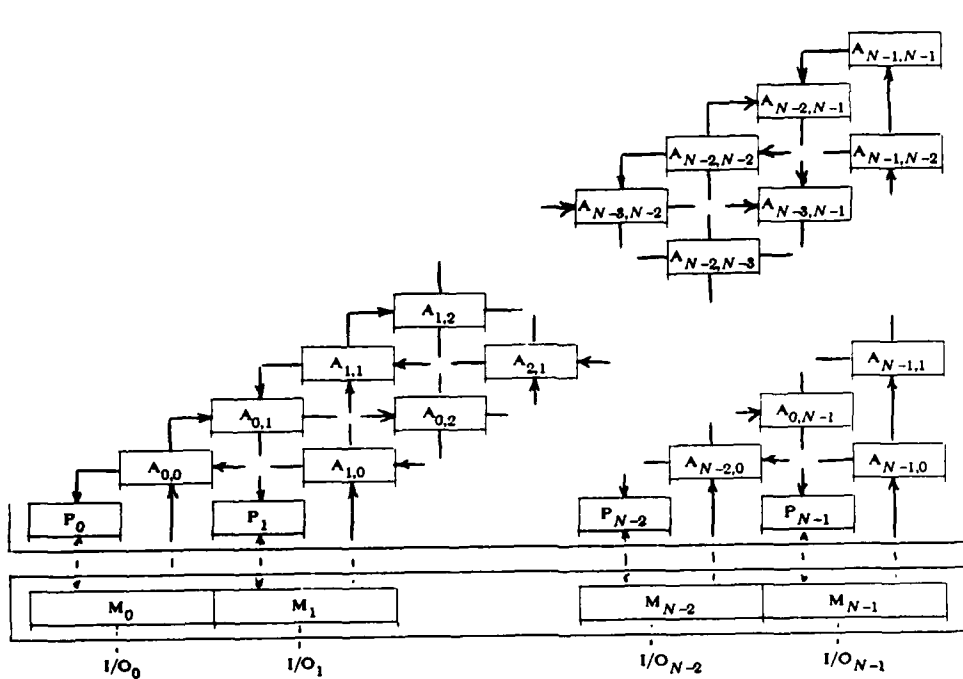 A_{N-1,N-1}
A_{N-2,N-1}
A_{N-2,N-2} A_{N-1,N-2}
A_{N-3,N-2} A_{N-3,N-1}
A_{N-2,N-3}
A_{1,2}
A_{1,1} A_{2,1} A_{N-1,1}
A_{0,1} A_{0,2} A_{0,N-1}
A_{0,0} A_{1,0} A_{N-2,0} A_{N-1,0}
P_0 P_1 P_{N-2} P_{N-1}
M_0 M_1 M_{N-2} M_{N-1}
I/O_0 I/O_1 I/O_{N-2} I/O_{N-1}